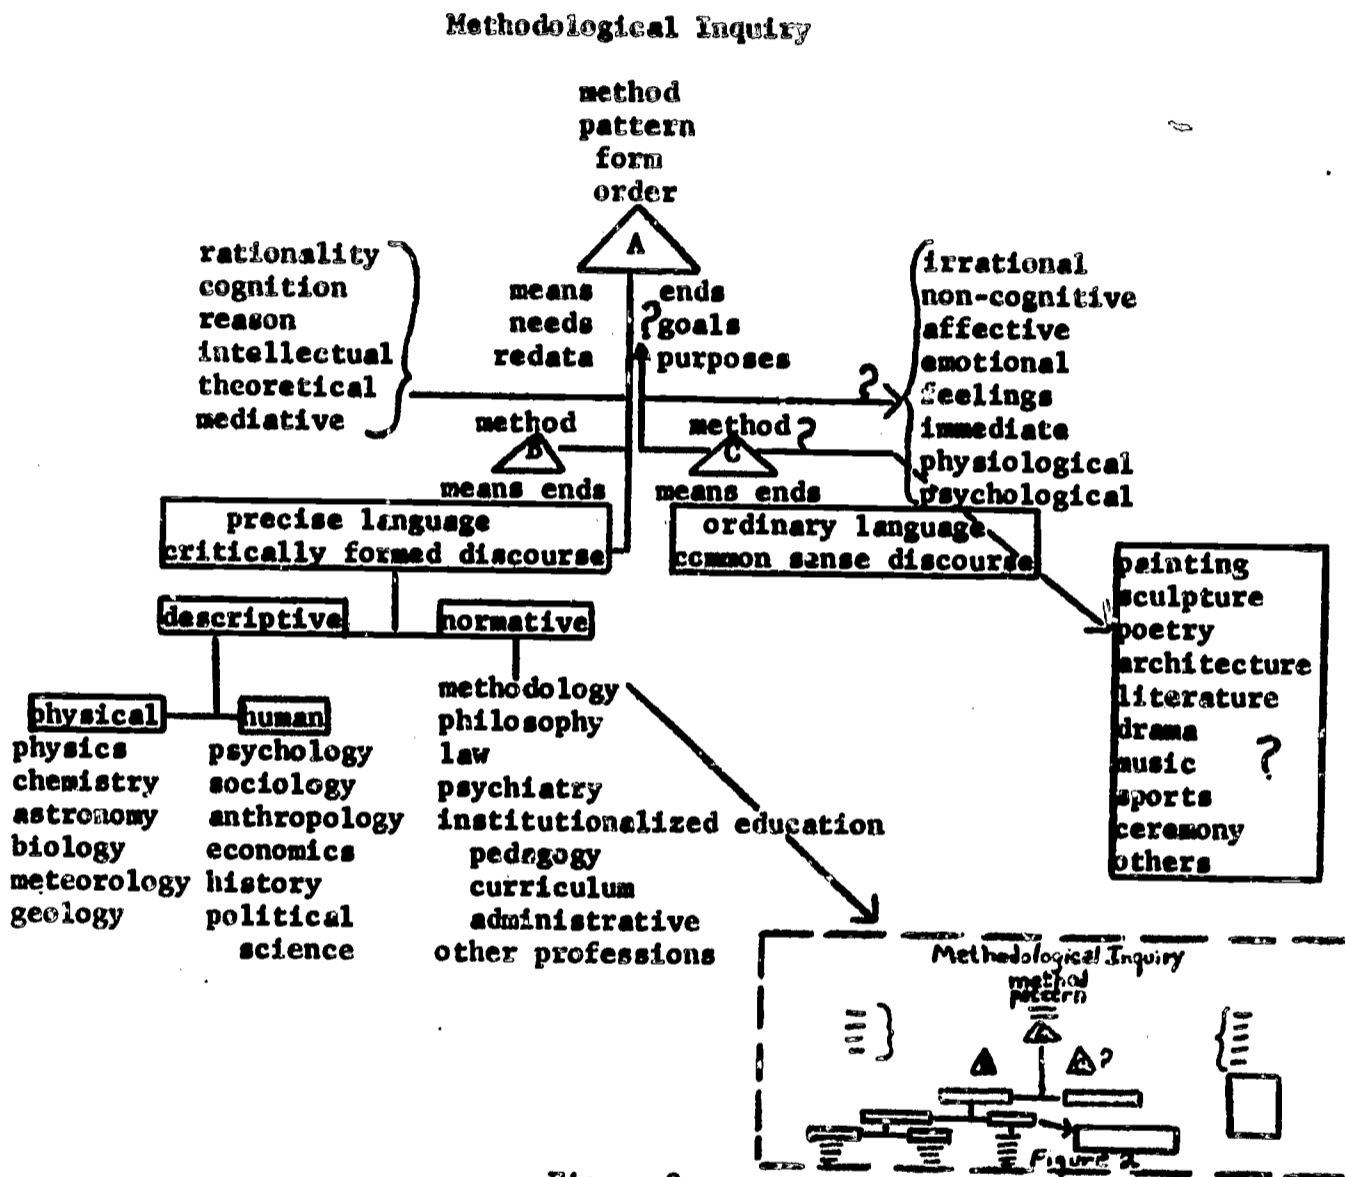 Methodological Inquiry
method
pattern
form
order
A
rationality
cognition
reason
intellectual
theoretical
mediative
means ends
needs ? goals
redata purposes
irrational
non-cognitive
affective
emotional
feelings
immediate
physiological
psychological
?
method
B
means ends
method ?
C
means ends
precise language
critically formed discourse
ordinary language
common sense discourse
descriptive
normative
physical
human
physics
chemistry
astronomy
biology
meteorology
geology
psychology
sociology
anthropology
economics
history
political
science
methodology
philosophy
law
psychiatry
institutionalized education
pedagogy
curriculum
administrative
other professions
painting
sculpture
poetry
architecture
literature
drama
music
sports
ceremony
others
?
Methodological Inquiry
method
pattern
?
Figure 2